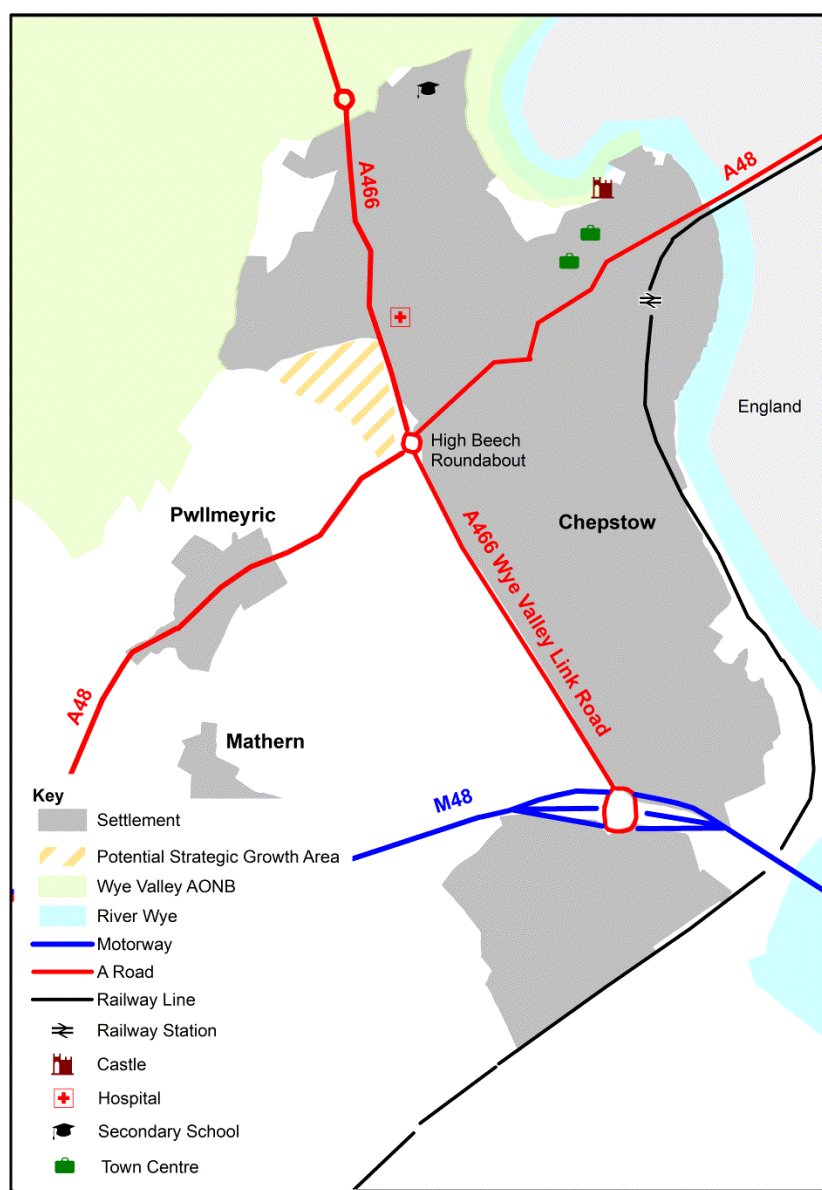 A466
A48
England
High Beech
Roundabout
Pwllmeyric
Chepstow
A466 Wye Valley Link Road
A48
Mathern
M48
Key
Settlement
Potential Strategic Growth Area
Wye Valley AONB
River Wye
Motorway
A Road
Railway Line
Railway Station
Castle
Hospital
Secondary School
Town Centre